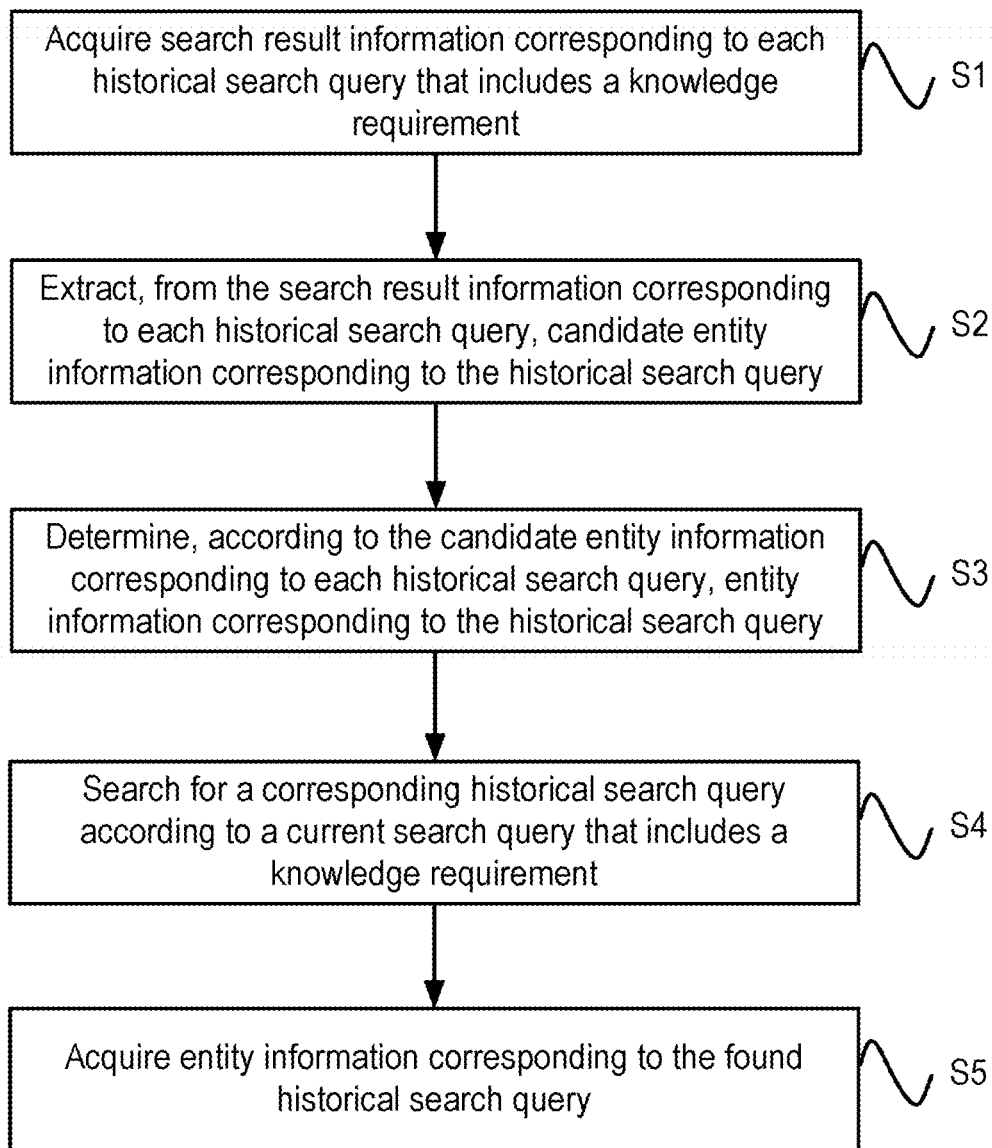 Acquire search result information corresponding to each
historical search query that includes a knowledge
requirement
S1
Extract, from the search result information corresponding
to each historical search query, candidate entity
information corresponding to the historical search query
S2
Determine, according to the candidate entity information
corresponding to each historical search query, entity
information corresponding to the historical search query
S3
Search for a corresponding historical search query
according to a current search query that includes a
knowledge requirement
S4
Acquire entity information corresponding to the found
historical search query
S5